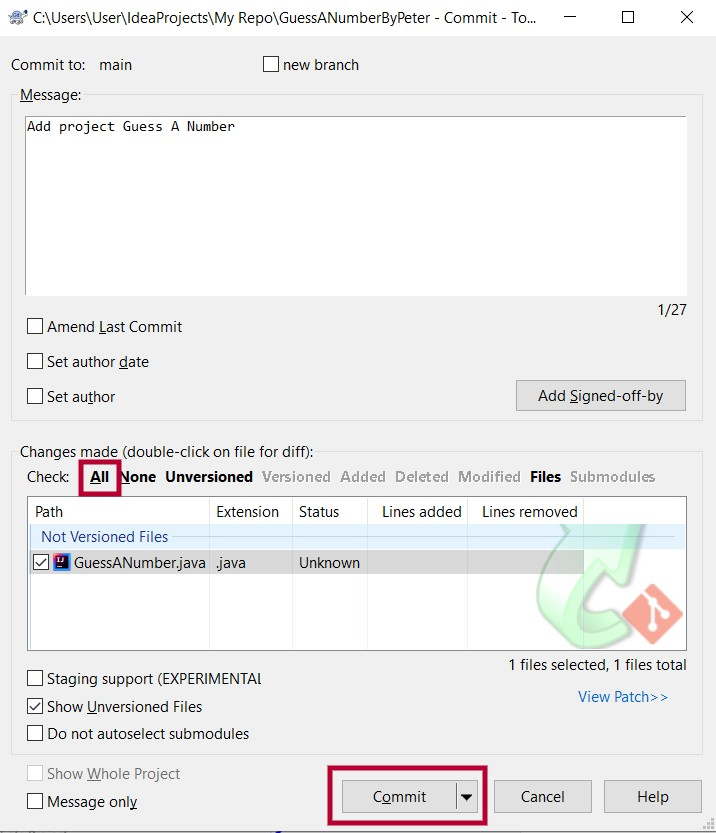 C:\Users\User\IdeaProjects\My Repo\GuessANumberByPeter - Commit - To...
Commit to: main new branch
Message:
Add project Guess A Number
1/27
Amend Last Commit
Set author date
Set author Add Signed-off-by
Changes made (double-click on file for diff):
Check: All None Unversioned Versioned Added Deleted Modified Files Submodules
Path Extension Status Lines added Lines removed
Not Versioned Files
GuessANumber.java .java Unknown
1 files selected, 1 files total
Staging support (EXPERIMENTAL
View Patch>>
Show Unversioned Files
Do not autoselect submodules
Show Whole Project
Commit Cancel Help
Message only